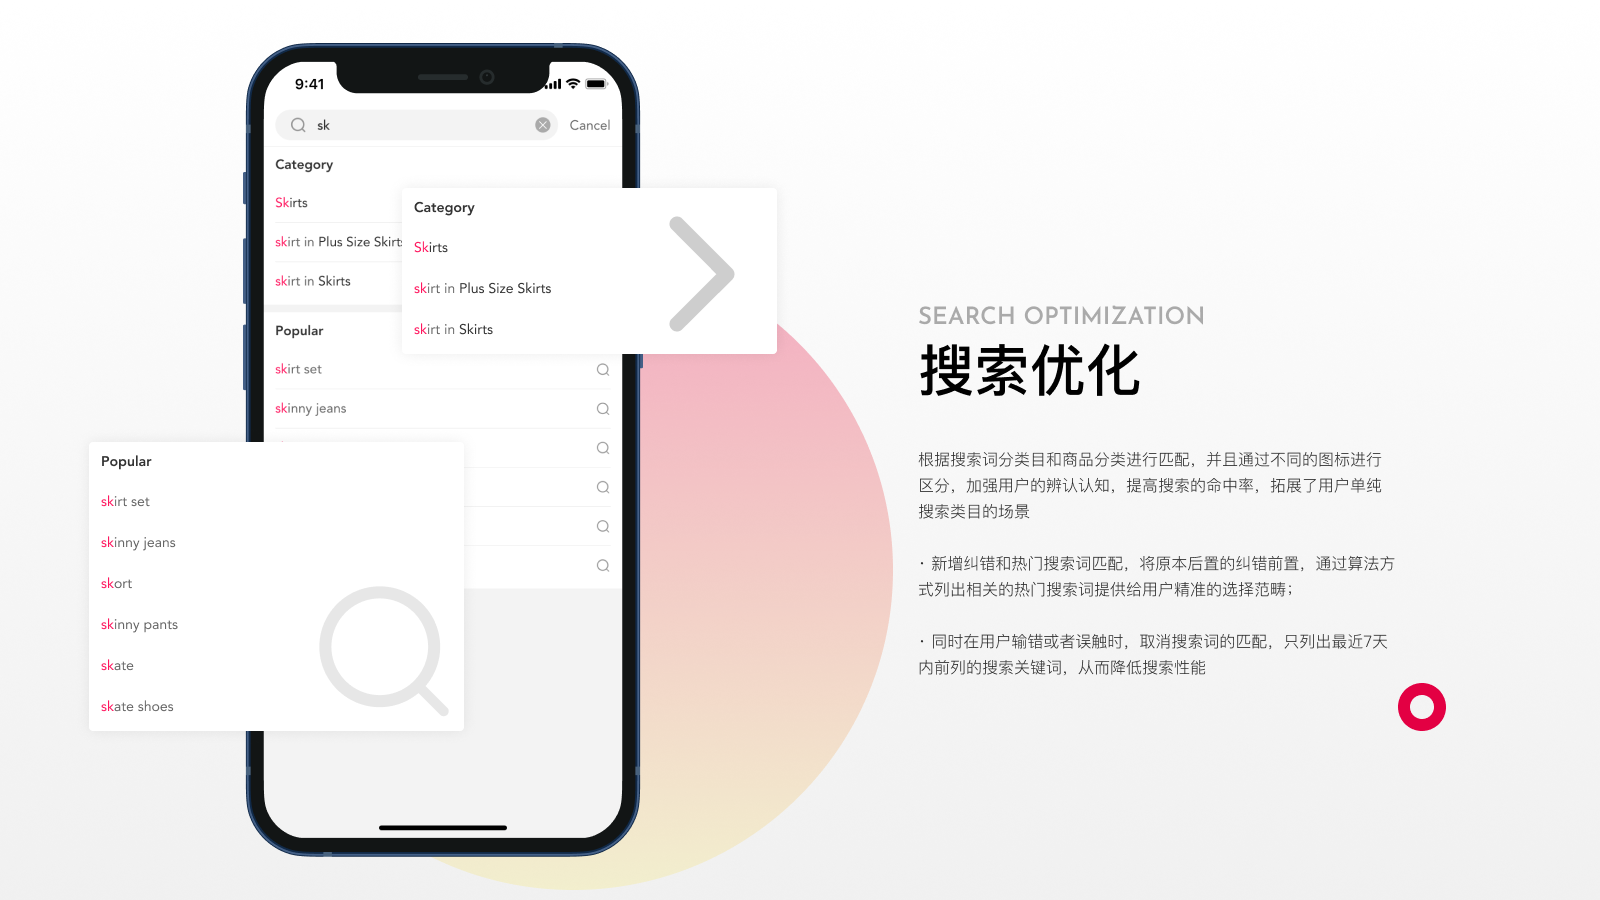 9:41
sk
Cancel
Category
Skirts
skirt in Plus Size Skirts
skirt in Skirts
Popular
skirt set
skinny jeans
Category
Skirts
skirt in Plus Size Skirts
skirt in Skirts
Popular
skirt set
skinny jeans
skort
skinny pants
skate
skate shoes
SEARCH OPTIMIZATION
搜索优化
根据搜索词分类目和商品分类进行匹配，并且通过不同的图标进行
区分，加强用户的辨认认知，提高搜索的命中率，拓展了用户单纯
搜索类目的场景
· 新增纠错和热门搜索词匹配，将原本后置的纠错前置，通过算法方
式列出相关的热门搜索词提供给用户精准的选择范畴；
· 同时在用户输错或者误触时，取消搜索词的匹配，只列出最近7天
内前列的搜索关键词，从而降低搜索性能